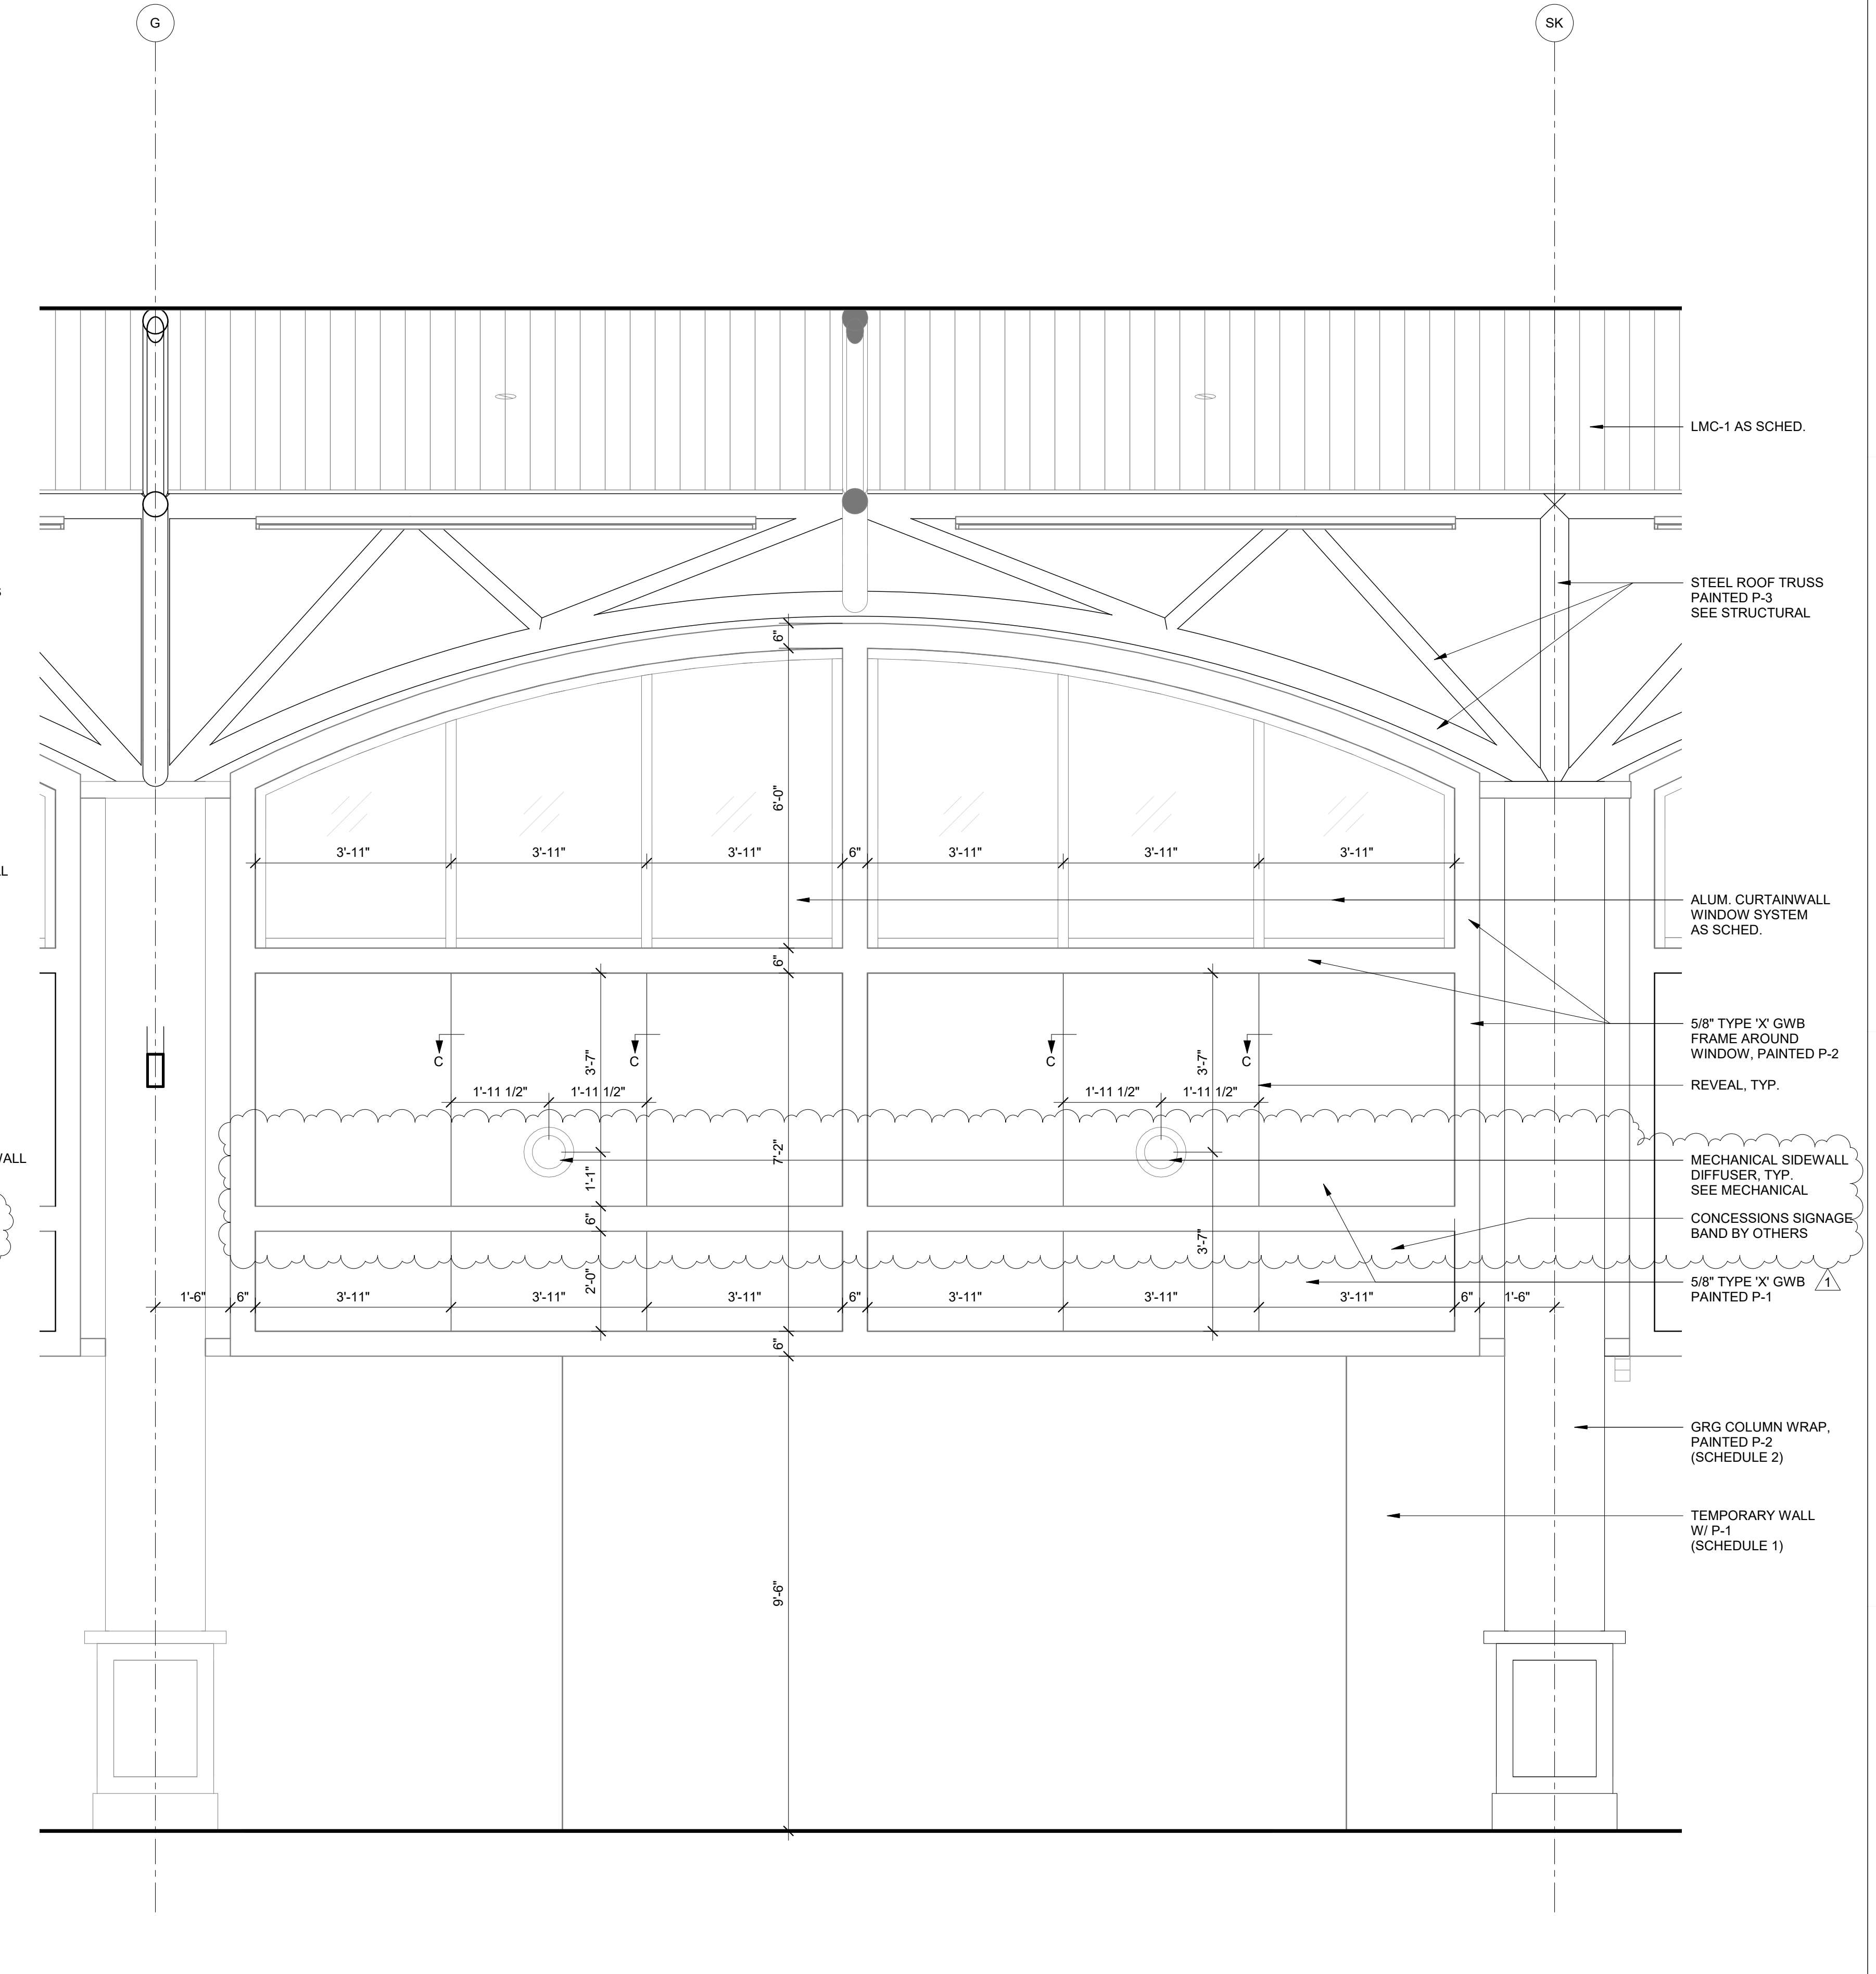 G
SK
LMC-1 AS SCHED.
STEEL ROOF TRUSS
PAINTED P-3
SEE STRUCTURAL
6"
6'-0"
3'-11"
3'-11"
3'-11"
6"
3'-11"
3'-11"
3'-11"
ALUM. CURTAINWALL
WINDOW SYSTEM
AS SCHED.
6"
5/8" TYPE 'X' GWB
FRAME AROUND
WINDOW, PAINTED P-2
C
C
C
C
3'-7"
3'-7"
REVEAL, TYP.
1'-11 1/2"
1'-11 1/2"
1'-11 1/2"
1'-11 1/2"
7'-2"
WALL
MECHANICAL SIDEWALL
DIFFUSER, TYP.
SEE MECHANICAL
1'-1"
6"
CONCESSIONS SIGNAGE
BAND BY OTHERS
3'-7"
2'-0"
5/8" TYPE 'X' GWB
PAINTED P-1
1
1'-6"
6"
3'-11"
3'-11"
3'-11"
6"
3'-11"
3'-11"
3'-11"
6"
1'-6"
6"
GRG COLUMN WRAP,
PAINTED P-2
(SCHEDULE 2)
TEMPORARY WALL
W/ P-1
(SCHEDULE 1)
9'-6"